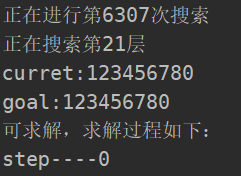 正在进行第6307次搜索
正在搜索第21层
curret:123456780
goal:123456780
可求解，求解过程如下：
step----0